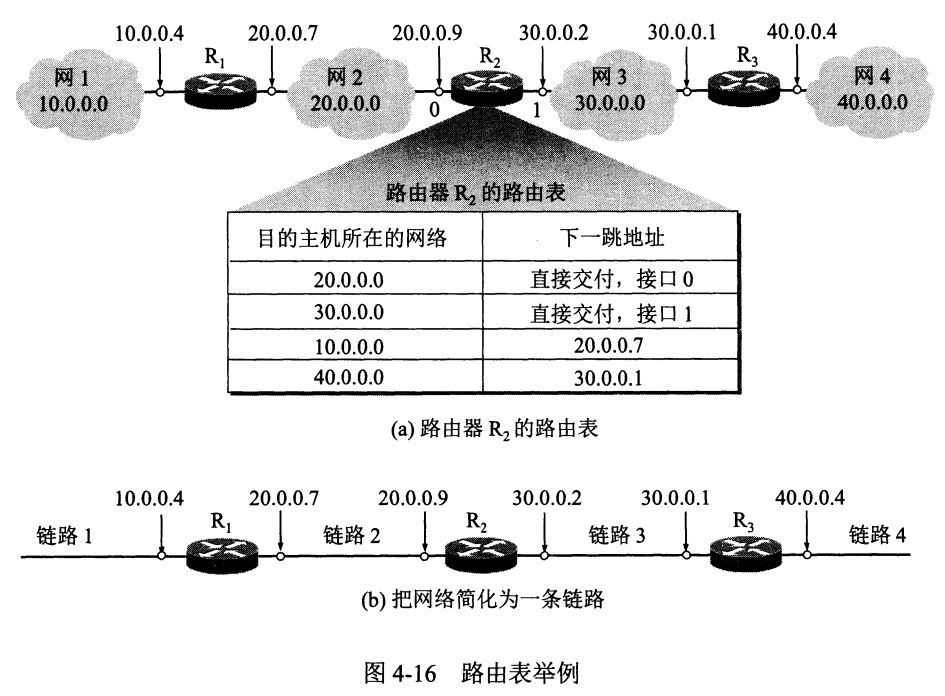 10.0.0.4 20.0.0.7 20.0.0.9 30.0.0.2 30.0.0.1 40.0.0.4
R₁ R₂ R₃
网 1 网 2 网 3 网 4
10.0.0.0 20.0.0.0 30.0.0.0 40.0.0.0
0 1
路由器 R₂ 的路由表
目的主机所在的网络 下一跳地址
20.0.0.0 直接交付，接口 0
30.0.0.0 直接交付，接口 1
10.0.0.0 20.0.0.7
40.0.0.0 30.0.0.1
(a) 路由器 R₂ 的路由表
10.0.0.4 20.0.0.7 20.0.0.9 30.0.0.2 30.0.0.1 40.0.0.4
链路 1 R₁ 链路 2 R₂ 链路 3 R₃ 链路 4
(b) 把网络简化为一条链路
图 4-16 路由表举例